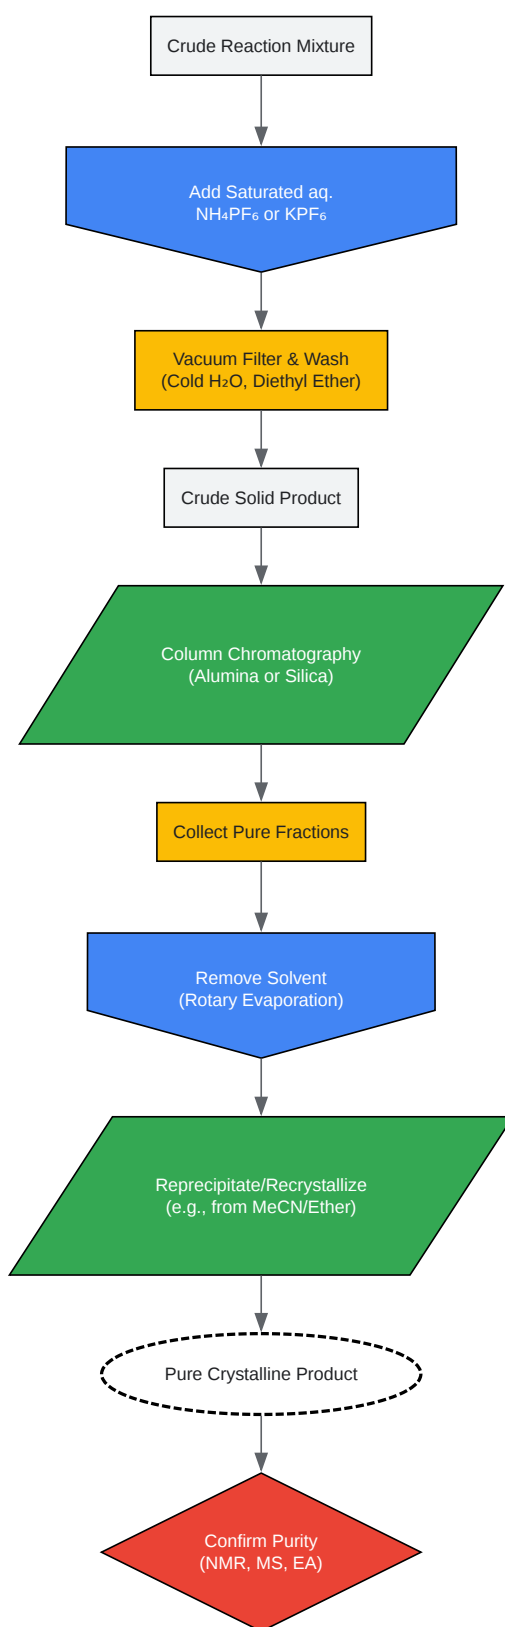 Crude Reaction Mixture
Add Saturated aq.
NH₄PF₆ or KPF₆
Vacuum Filter & Wash
(Cold H₂O, Diethyl Ether)
Crude Solid Product
Column Chromatography
(Alumina or Silica)
Collect Pure Fractions
Remove Solvent
(Rotary Evaporation)
Reprecipitate/Recrystallize
(e.g., from MeCN/Ether)
Pure Crystalline Product
Confirm Purity
(NMR, MS, EA)